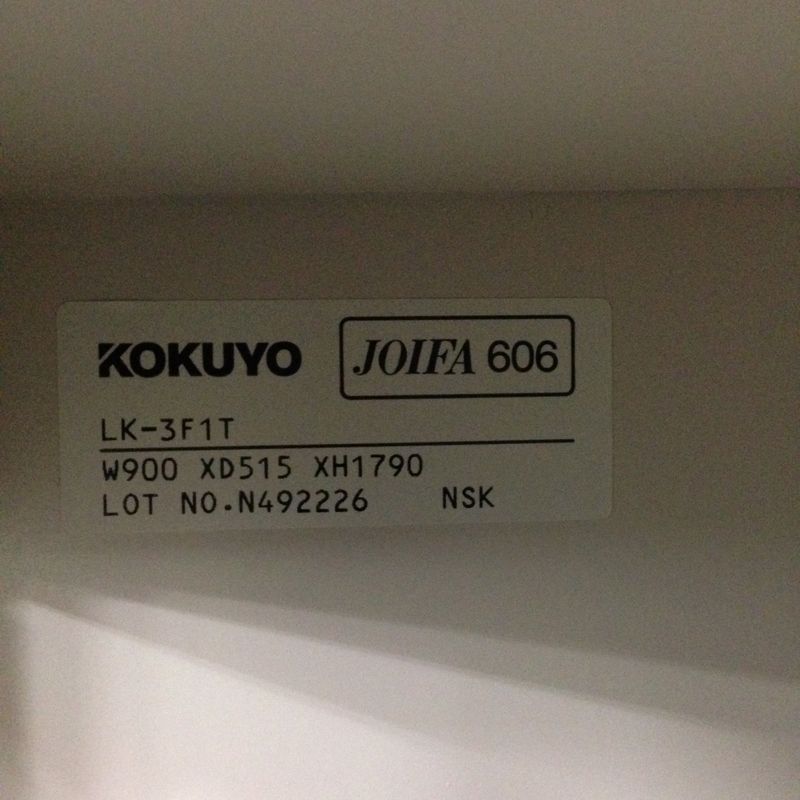 KOKUYO JOIFA 606
LK-3F1T
W900 XD515 XH1790
LOT NO.N492226 NSK